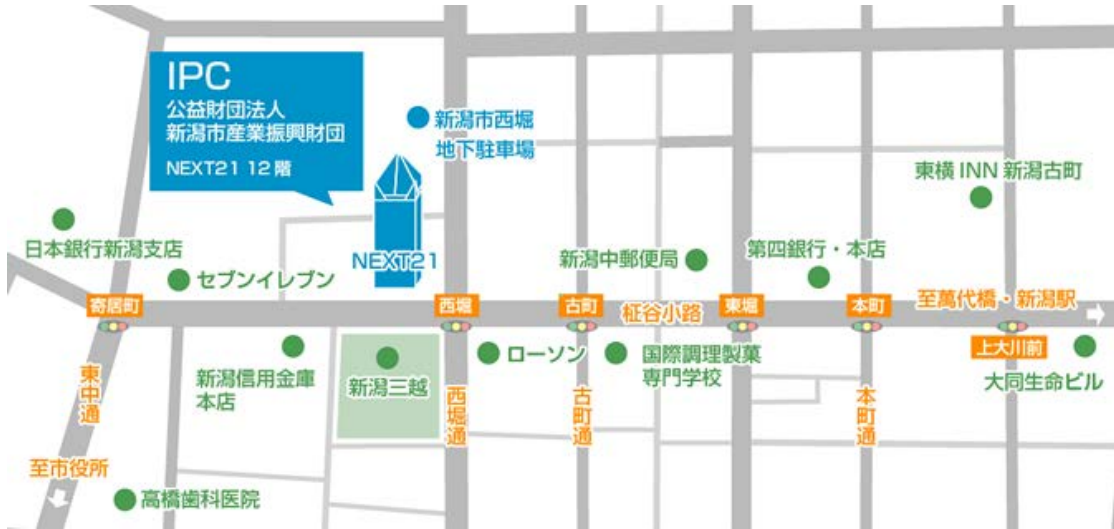 IPC
公益財団法人
新潟市産業振興財団
NEXT21 12階
新潟市西堀
地下駐車場
東横INN新潟古町
日本銀行新潟支店
セブンイレブン
NEXT21
新潟中郵便局
第四銀行・本店
寄居町
西堀
古町
柾谷小路
東堀
本町
至萬代橋・新潟駅
上大川前
東中通
新潟信用金庫
本店
新潟三越
西堀通
ローソン
古町通
国際調理製菓
専門学校
本町通
大同生命ビル
至市役所
高橋歯科医院